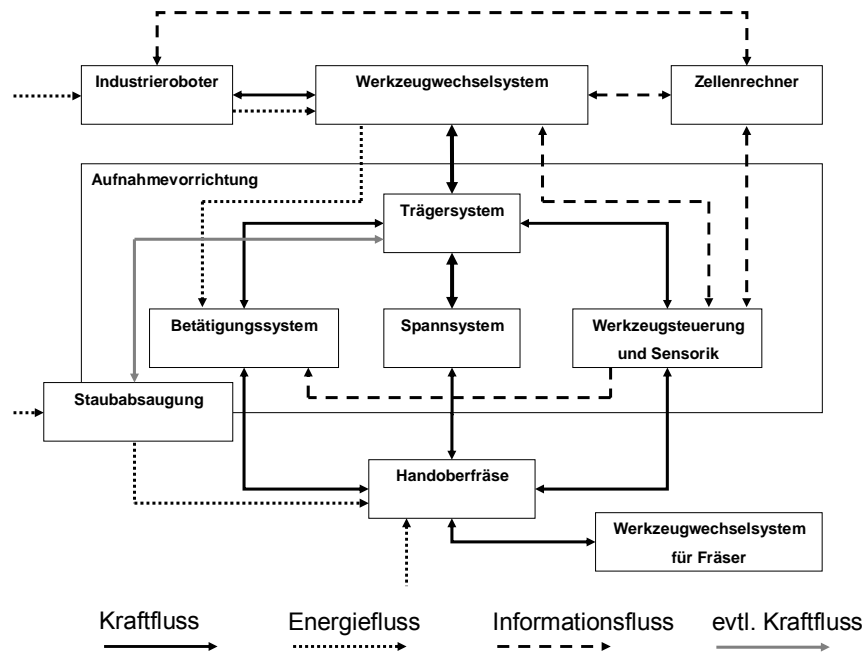 Industrieroboter
Werkzeugwechselsystem
Zellenrechner
Aufnahmevorrichtung
Trägersystem
Betätigungssystem
Spannsystem
Werkzeugsteuerung
und Sensorik
Staubabsaugung
Handoberfräse
Werkzeugwechselsystem
für Fräser
Kraftfluss
Energiefluss
Informationsfluss
evtl. Kraftfluss